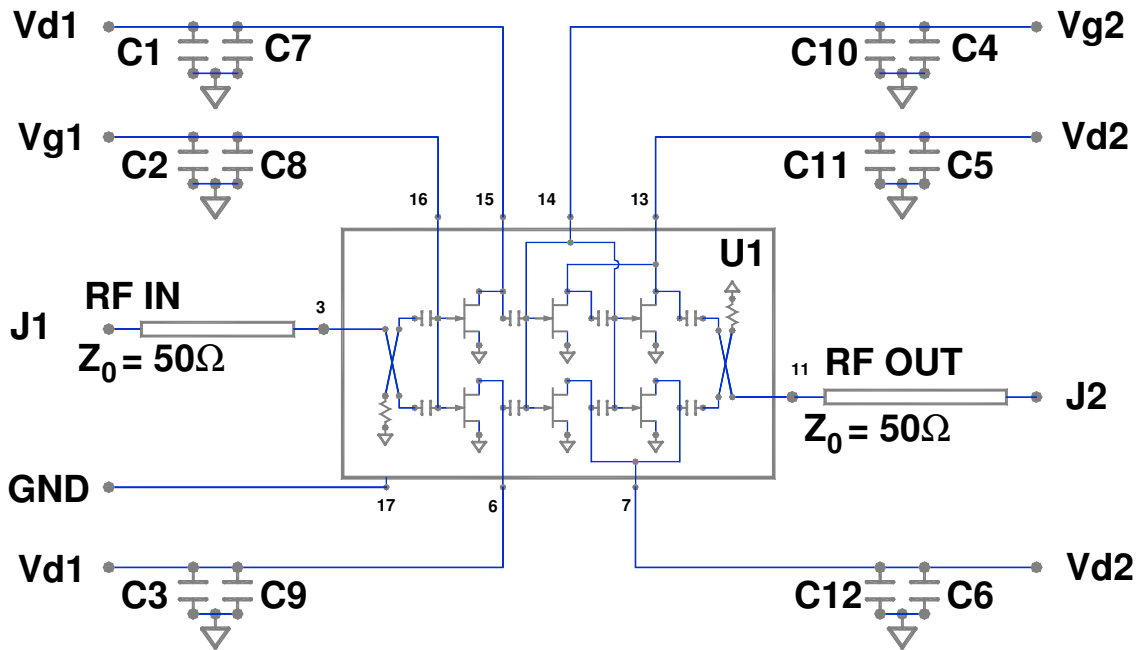 Vd1
C1
C7
C10
C4
Vg2
Vg1
C2
C8
C11
C5
Vd2
16
15
14
13
U1
RF IN
3
J1
Z0 = 50Ω
RF OUT
11
J2
Z0 = 50Ω
GND
17
6
7
Vd1
C3
C9
C12
C6
Vd2